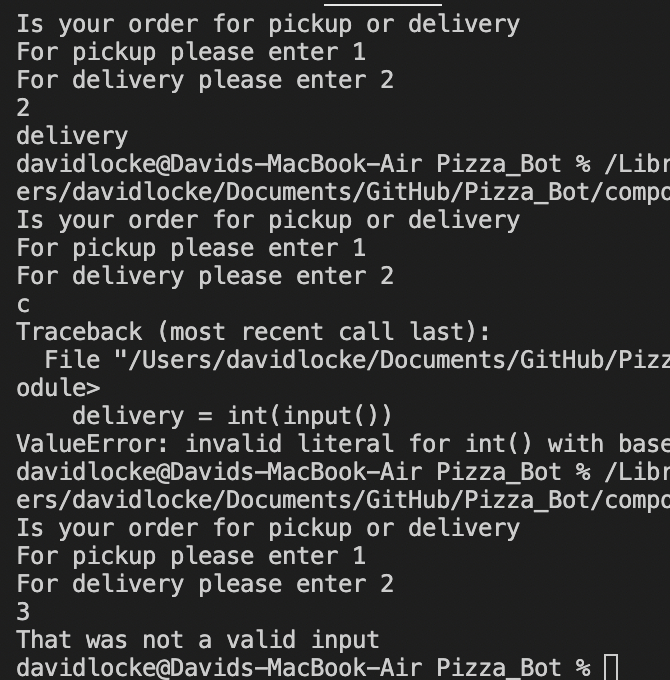 Is your order for pickup or delivery
For pickup please enter 1
For delivery please enter 2
2
delivery
davidlocke@Davids-MacBook-Air Pizza_Bot % /Libr
ers/davidlocke/Documents/GitHub/Pizza_Bot/compo
Is your order for pickup or delivery
For pickup please enter 1
For delivery please enter 2
c
Traceback (most recent call last):
  File "/Users/davidlocke/Documents/GitHub/Pizz
odule>
    delivery = int(input())
ValueError: invalid literal for int() with base
davidlocke@Davids-MacBook-Air Pizza_Bot % /Libr
ers/davidlocke/Documents/GitHub/Pizza_Bot/compo
Is your order for pickup or delivery
For pickup please enter 1
For delivery please enter 2
3
That was not a valid input
davidlocke@Davids-MacBook-Air Pizza_Bot %